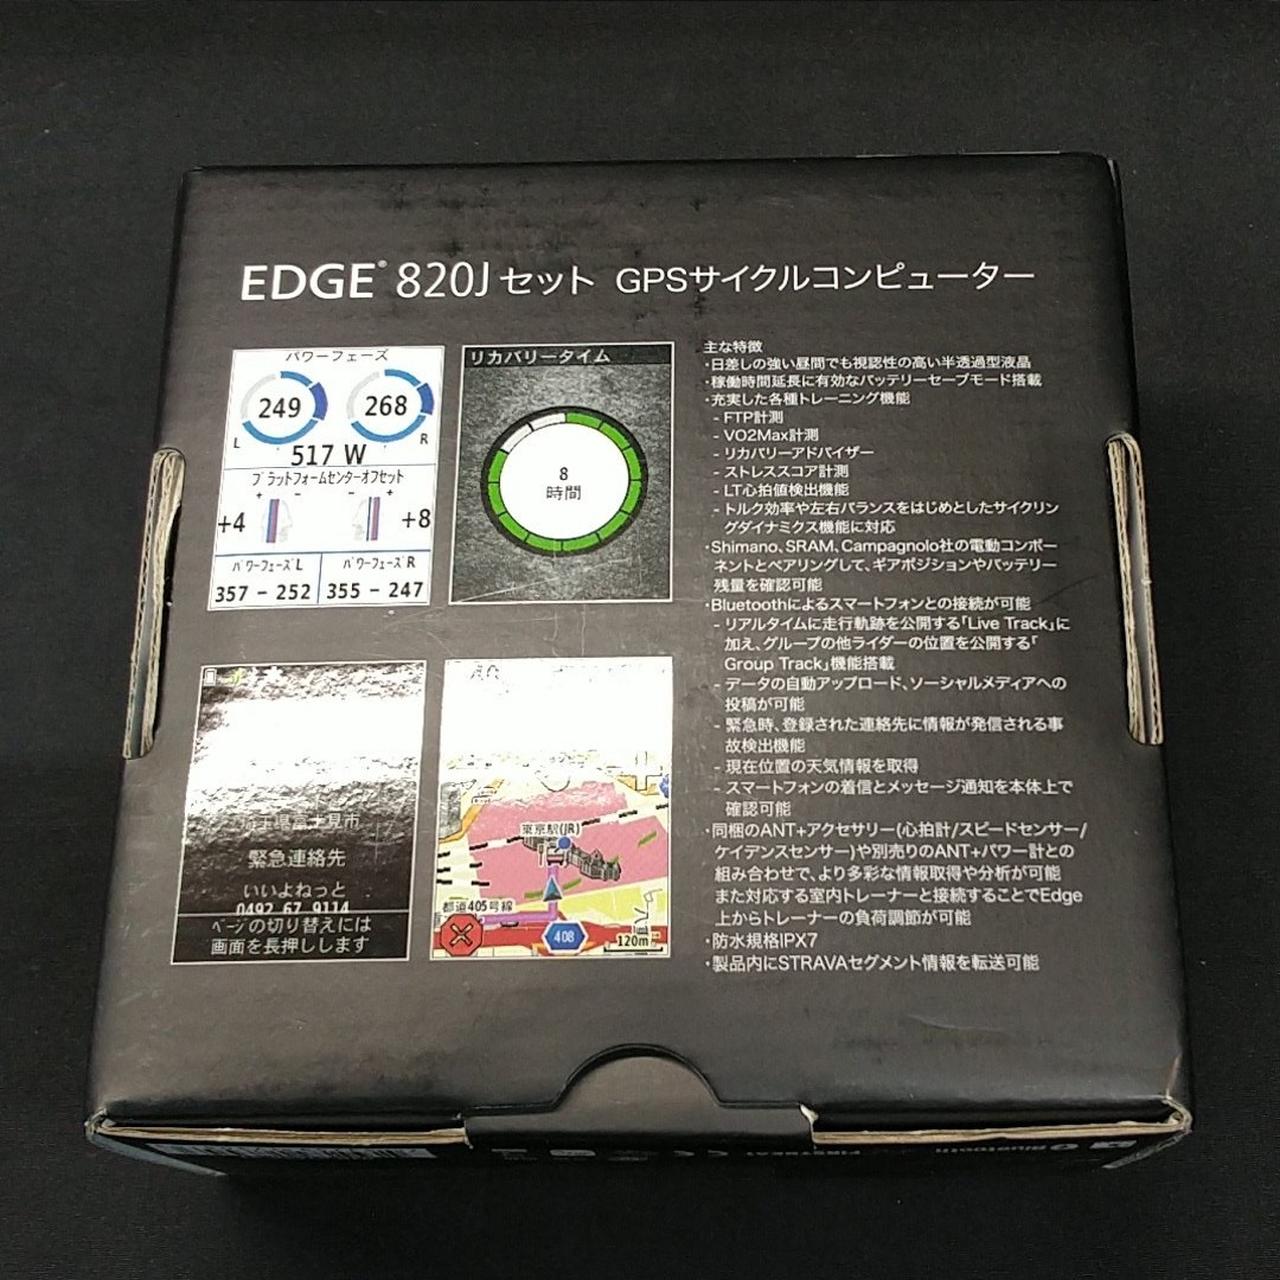 EDGE® 820J セット GPSサイクルコンピューター
パワーフェーズ
249
268
L
R
517 W
プラットフォームセンターオフセット
+ −
− +
+4
+8
パワーフェーズL
パワーフェーズR
357 - 252
355 - 247
リカバリータイム
8
時間
富士見市
緊急連絡先
いいよねっと
0492 67 9114
ページの切り替えには
画面を長押しします
東京駅(JR)
都道405号線
408
120m
主な特徴
・日差しの強い昼間でも視認性の高い半透過型液晶
・稼働時間延長に有効なバッテリーセーブモード搭載
・充実した各種トレーニング機能
- FTP計測
- VO2Max計測
- リカバリーアドバイザー
- ストレススコア計測
- LT心拍値検出機能
- トルク効率や左右バランスをはじめとしたサイクリン
グダイナミクス機能に対応
・Shimano、SRAM、Campagnolo社の電動コンポー
ネントとペアリングして、ギアポジションやバッテリー
残量を確認可能
・Bluetoothによるスマートフォンとの接続が可能
- リアルタイムに走行軌跡を公開する「Live Track」に
加え、グループの他ライダーの位置を公開する「
Group Track」機能搭載
- データの自動アップロード、ソーシャルメディアへの
投稿が可能
- 緊急時、登録された連絡先に情報が発信される事
故検出機能
- 現在位置の天気情報を取得
- スマートフォンの着信とメッセージ通知を本体上で
確認可能
・同梱のANT+アクセサリー(心拍計/スピードセンサー/
ケイデンスセンサー)や別売りのANT+パワー計との
組み合わせで、より多彩な情報取得や分析が可能
また対応する室内トレーナーと接続することでEdge
上からトレーナーの負荷調節が可能
・防水規格IPX7
・製品内にSTRAVAセグメント情報を転送可能
Bluetooth
FIRSTBEAT